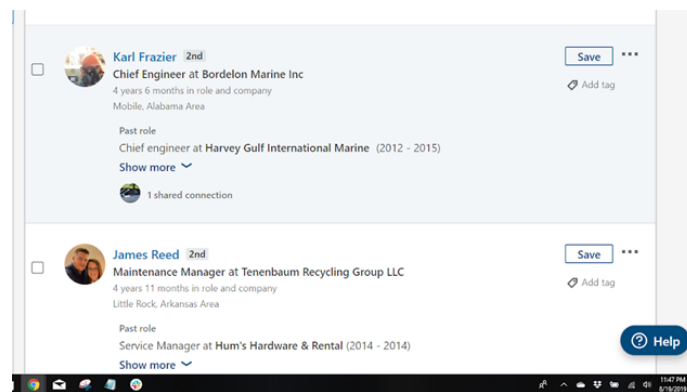 Karl Frazier 2nd
Save
Chief Engineer at Bordelon Marine Inc
4 years 6 months in role and company
Add tag
Mobile, Alabama Area
Past role
Chief engineer at Harvey Gulf International Marine (2012 - 2015)
Show more
1 shared connection
James Reed 2nd
Save
Maintenance Manager at Tenenbaum Recycling Group LLC
4 years 11 months in role and company
Add tag
Little Rock, Arkansas Area
Past role
Service Manager at Hum's Hardware & Rental (2014 - 2014)
Help
Show more
11:47 PM
8/19/2019